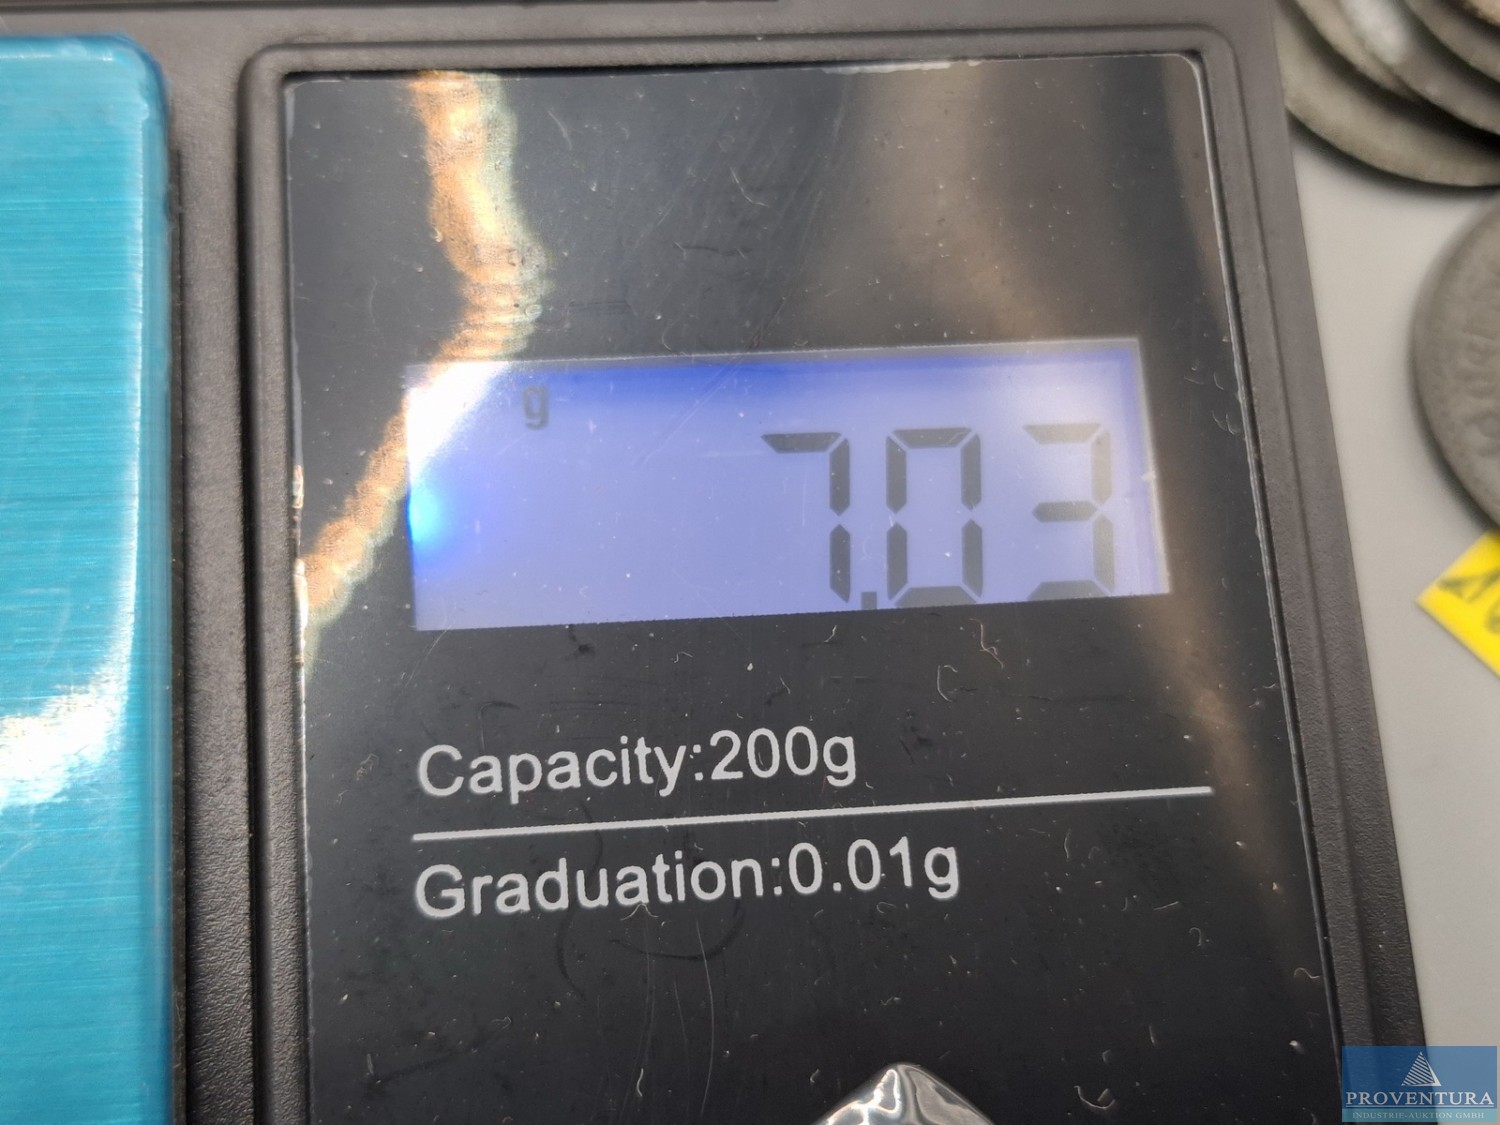 g
7.03
Capacity:200g
Graduation:0.01g
PROVENTURA
INDUSTRIE-AUKTION GMBH